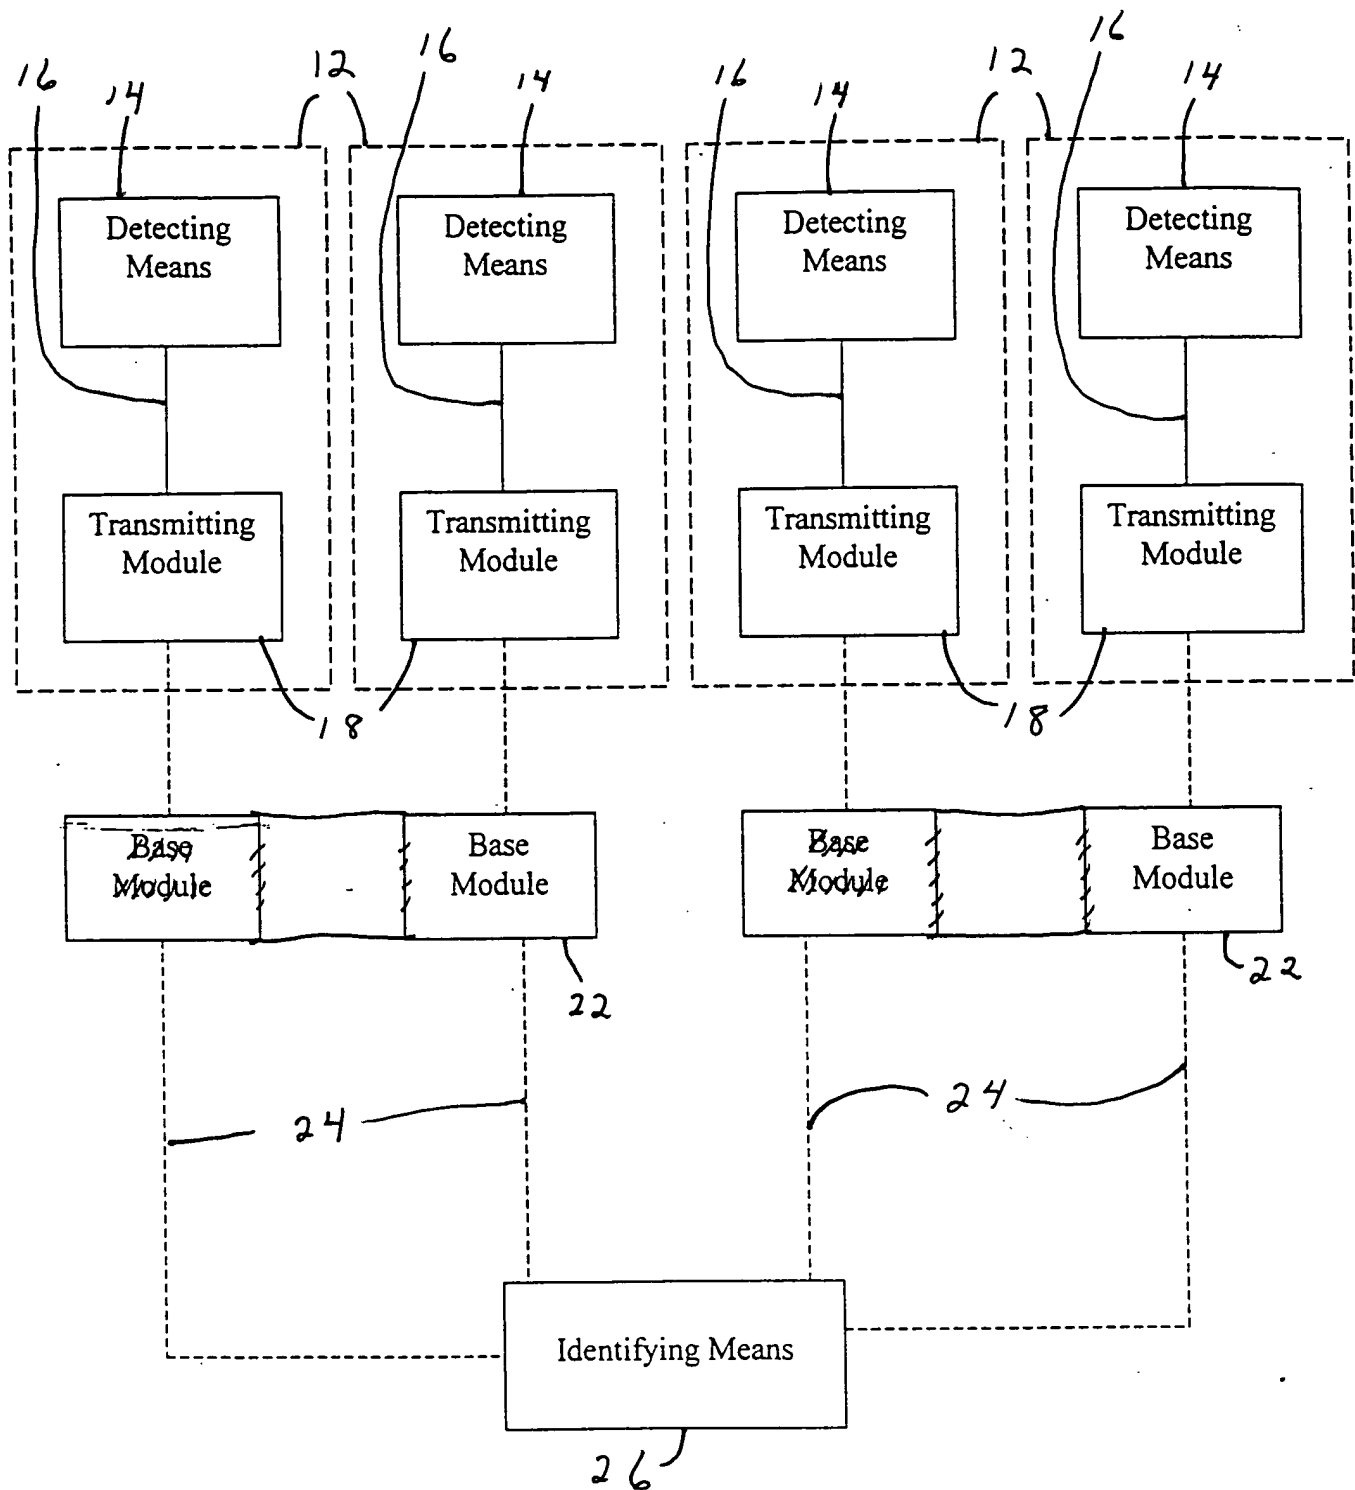 16 14 12 16 14 16 14 12 16 14
Detecting Means
Detecting Means
Detecting Means
Detecting Means
Transmitting Module
Transmitting Module
Transmitting Module
Transmitting Module
18 18
Base Module
Base Module
Base Module
Base Module
22 22
24 24
Identifying Means
26